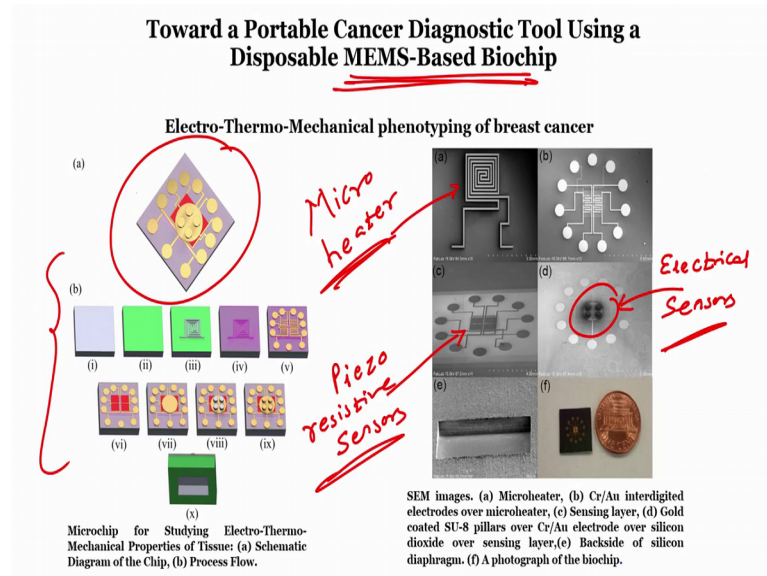 Toward a Portable Cancer Diagnostic Tool Using a
Disposable MEMS-Based Biochip
Electro-Thermo-Mechanical phenotyping of breast cancer
(a)
(b)
(i) (ii) (iii) (iv) (v)
(vi) (vii) (viii) (ix)
(x)
Microchip for Studying Electro-Thermo-
Mechanical Properties of Tissue: (a) Schematic
Diagram of the Chip, (b) Process Flow.
Micro
heater
Piezo
resistive
Sensors
(a) (b)
(c) (d)
(e) (f)
Electrical
Sensors
SEM images. (a) Microheater, (b) Cr/Au interdigited
electrodes over microheater, (c) Sensing layer, (d) Gold
coated SU-8 pillars over Cr/Au electrode over silicon
dioxide over sensing layer,(e) Backside of silicon
diaphragm. (f) A photograph of the biochip.